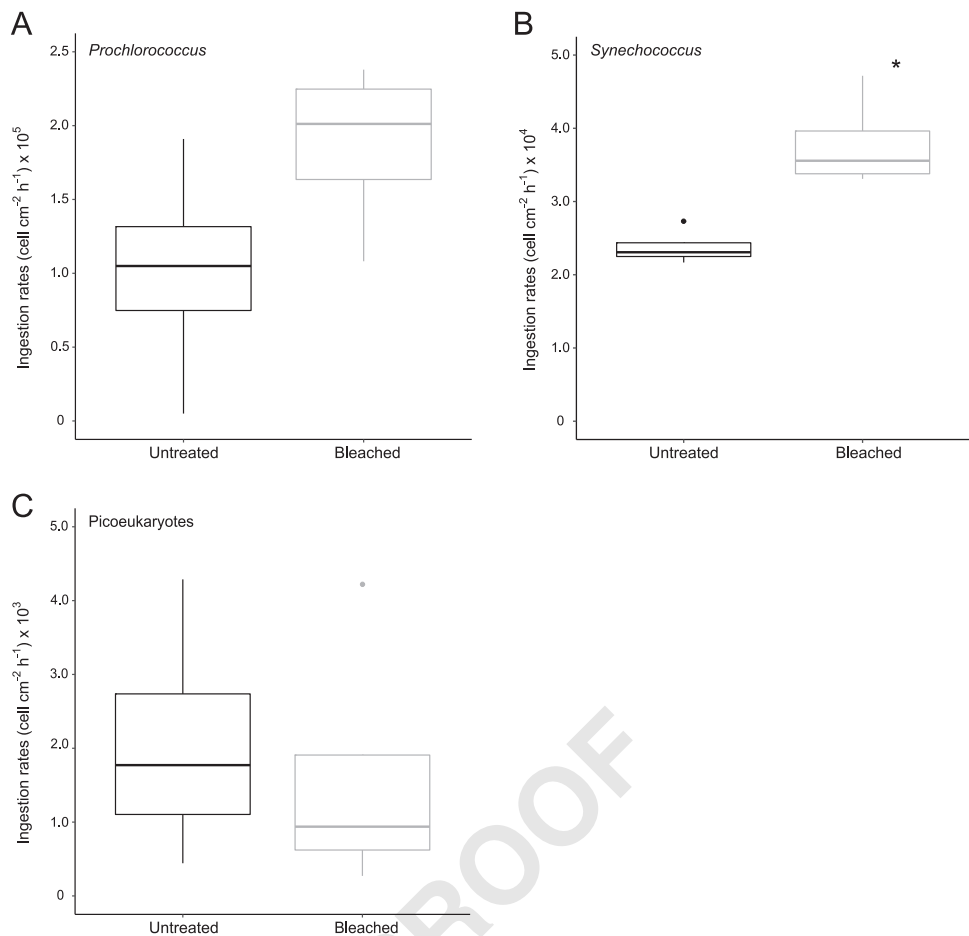 A
Prochlorococcus
Ingestion rates (cell cm⁻² h⁻¹) x 10⁵
2.5
2.0
1.5
1.0
0.5
0
Untreated Bleached
B
Synechococcus
*
Ingestion rates (cell cm⁻² h⁻¹) x 10⁴
5.0
4.0
3.0
2.0
1.0
0
Untreated Bleached
C
Picoeukaryotes
Ingestion rates (cell cm⁻² h⁻¹) x 10³
5.0
4.0
3.0
2.0
1.0
0
Untreated Bleached
ROOF